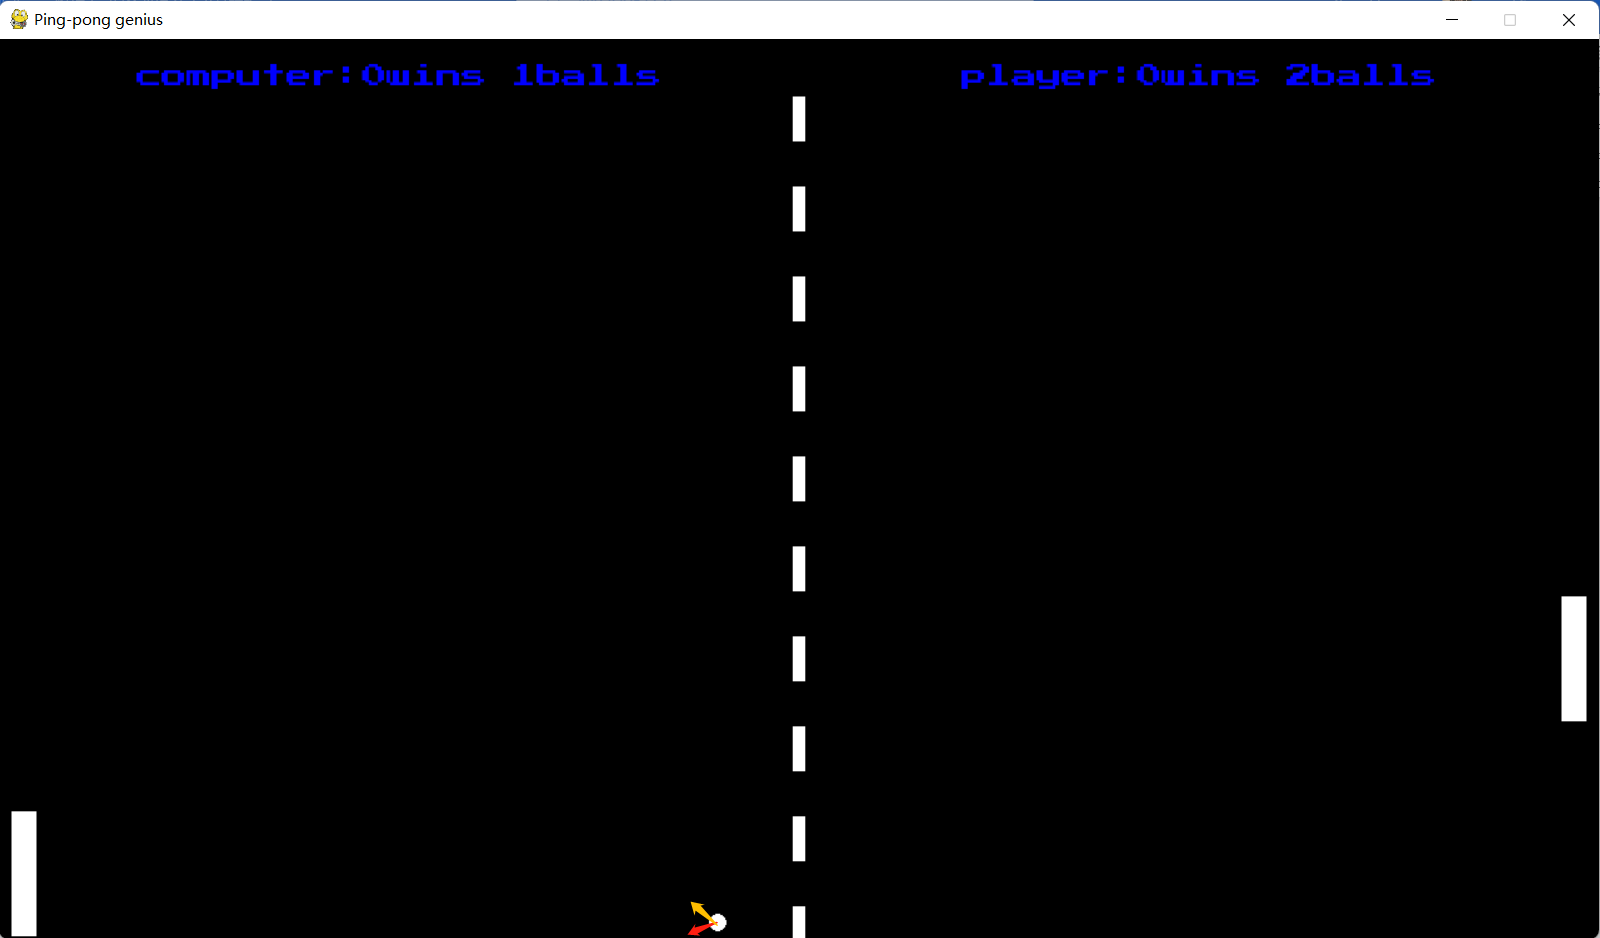 Ping-pong genius
computer:0wins 1balls
player:0wins 2balls